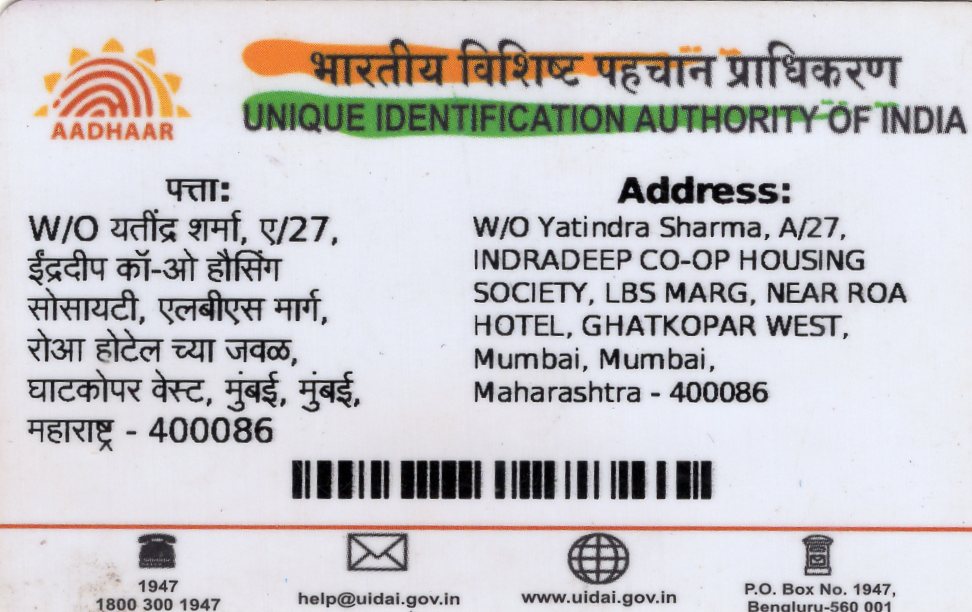 भारतीय विशिष्ट पहचान प्राधिकरण
AADHAAR
UNIQUE IDENTIFICATION AUTHORITY OF INDIA
पत्ता:
W/O यतींद्र शर्मा, ए/27,
ईंद्रदीप कॉ-ओ हौसिंग
सोसायटी, एलबीएस मार्ग,
रोआ होटेल च्या जवळ,
घाटकोपर वेस्ट, मुंबई, मुंबई,
महाराष्ट्र - 400086
Address:
W/O Yatindra Sharma, A/27,
INDRADEEP CO-OP HOUSING
SOCIETY, LBS MARG, NEAR ROA
HOTEL, GHATKOPAR WEST,
Mumbai, Mumbai,
Maharashtra - 400086
1947
1800 300 1947
help@uidai.gov.in
www.uidai.gov.in
P.O. Box No. 1947,
Bengluru-560 001